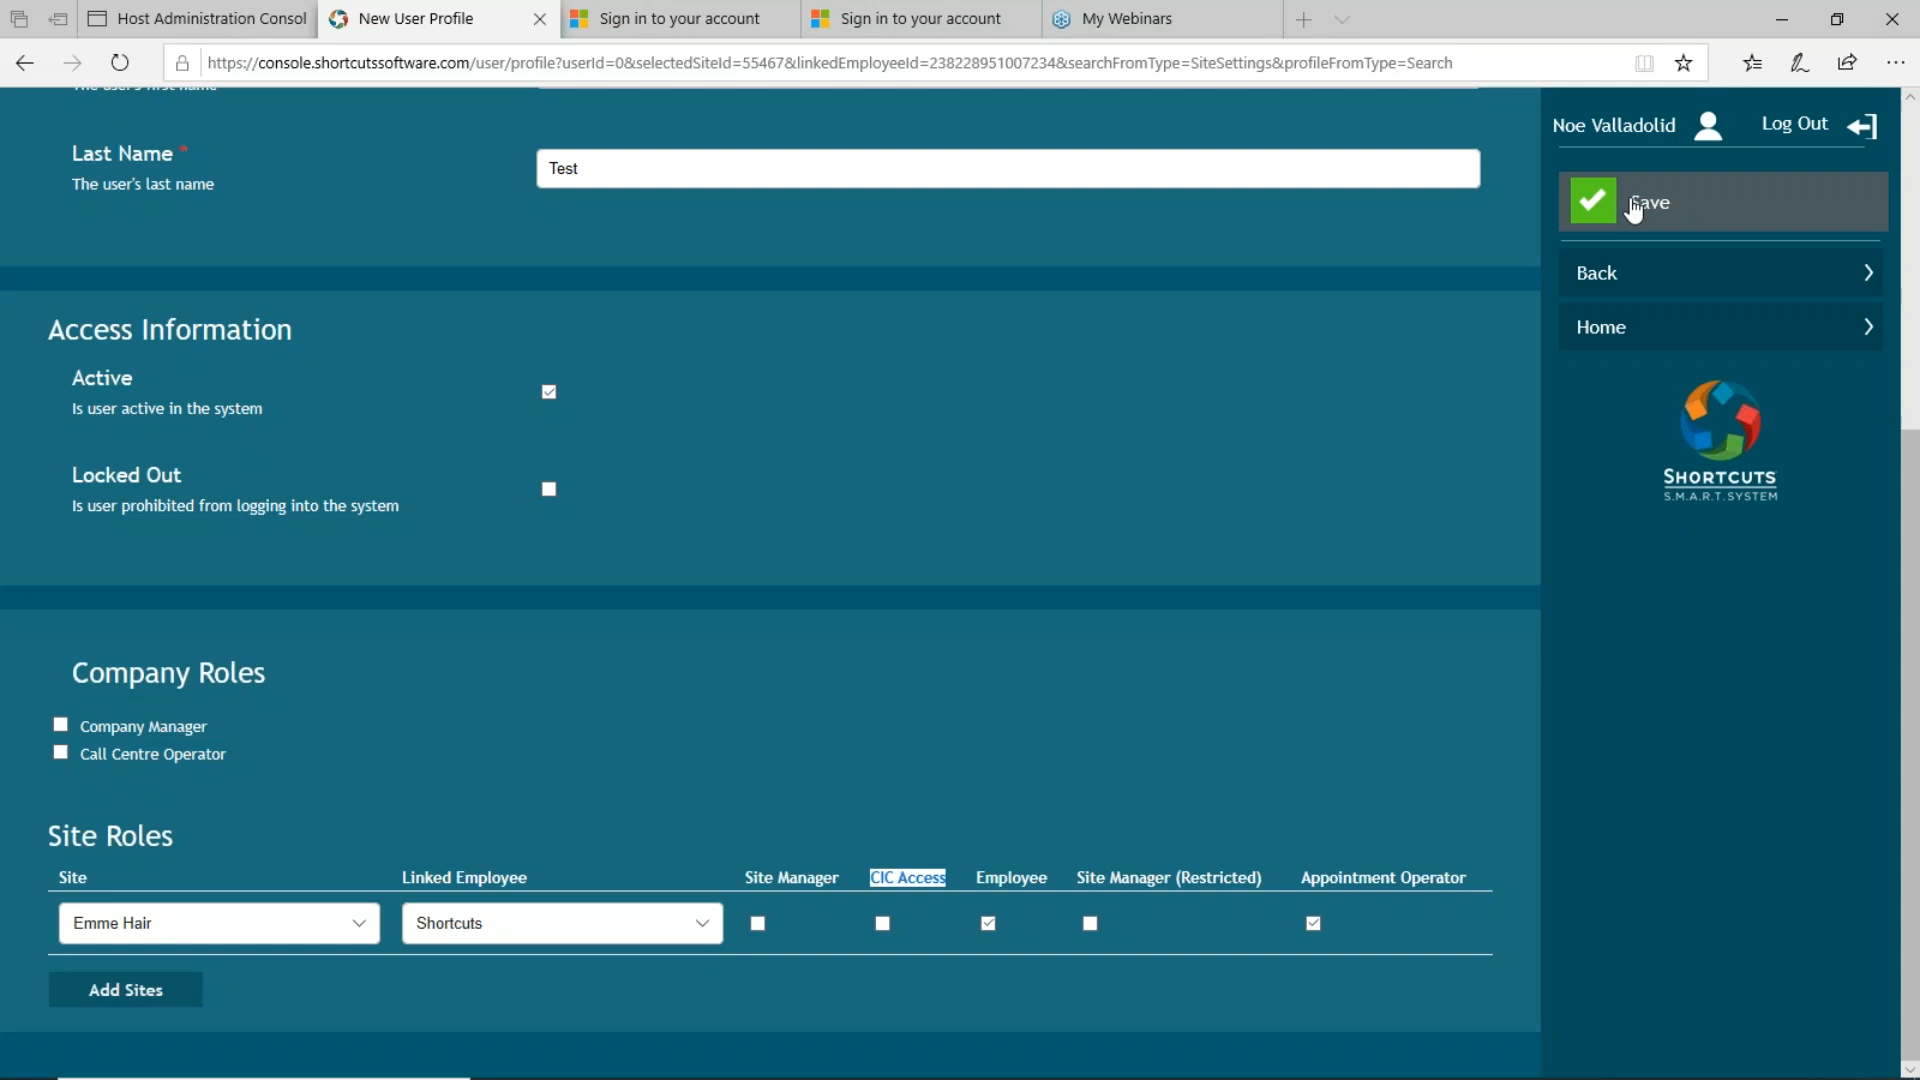 Host Administration Consol
New User Profile
Sign in to your account
Sign in to your account
My Webinars
https://console.shortcutssoftware.com/user/profile?userId=0&selectedSiteId=55467&linkedEmployeeId=238228951007234&searchFromType=SiteSettings&profileFromType=Search
The user's first name
Noe Valladolid
Log Out
Last Name *
The user's last name
Test
Save
Back
Home
SHORTCUTS
S.M.A.R.T. SYSTEM
Access Information
Active
Is user active in the system
Locked Out
Is user prohibited from logging into the system
Company Roles
Company Manager
Call Centre Operator
Site Roles
Site Linked Employee Site Manager CIC Access Employee Site Manager (Restricted) Appointment Operator
Emme Hair Shortcuts
Add Sites